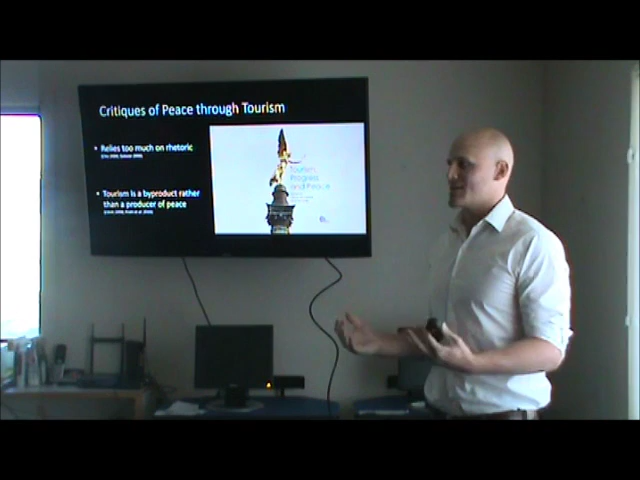 Critiques of Peace through Tourism
• Relies too much on rhetoric
• Tourism is a byproduct rather
than a producer of peace
Tourism,
Progress
and Peace